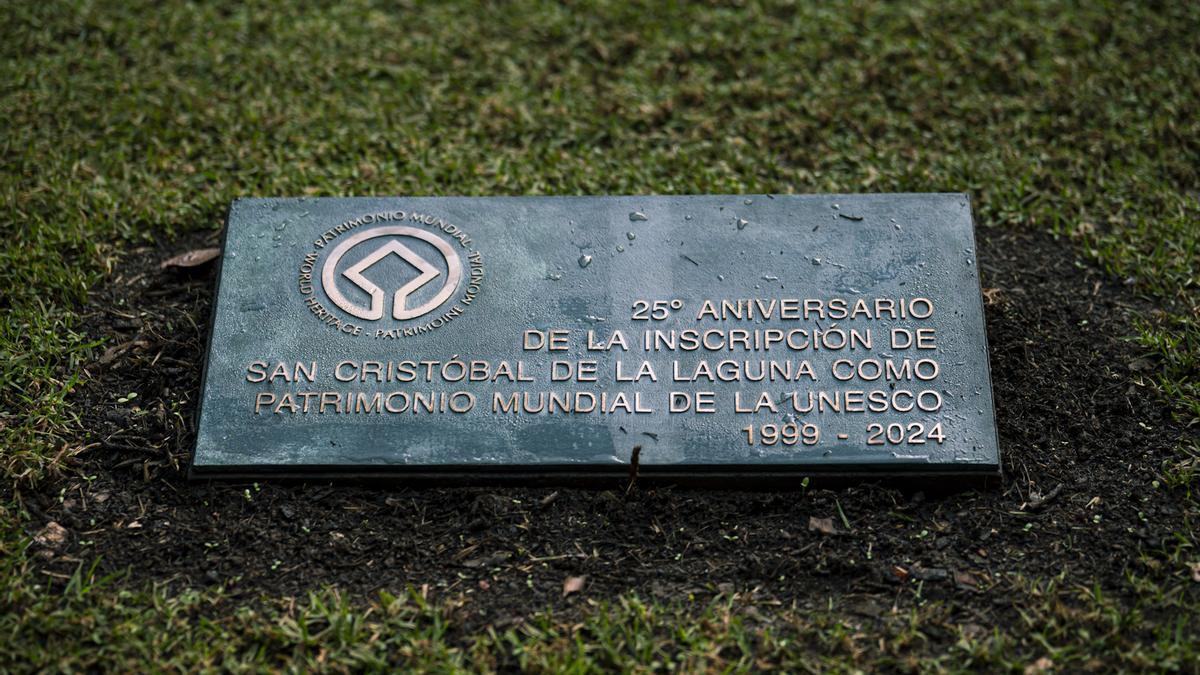 PATRIMONIO MUNDIAL · WORLD HERITAGE · PATRIMOINE MONDIAL ·
25º ANIVERSARIO
DE LA INSCRIPCIÓN DE
SAN CRISTÓBAL DE LA LAGUNA COMO
PATRIMONIO MUNDIAL DE LA UNESCO
1999 - 2024